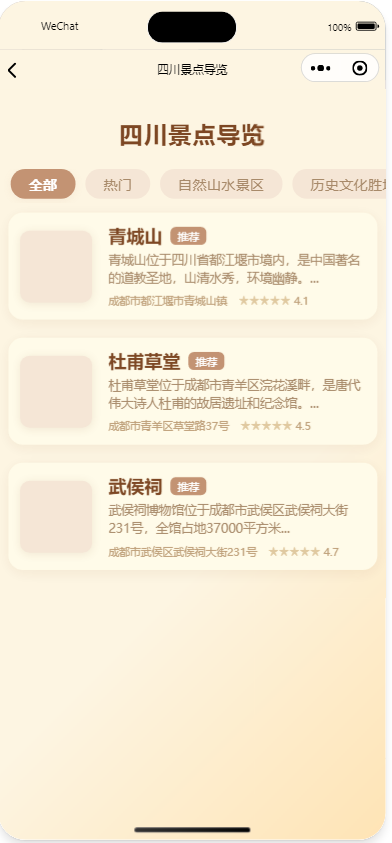 WeChat
100%
四川景点导览
四川景点导览
全部 热门 自然山水景区 历史文化胜地
青城山 推荐
青城山位于四川省都江堰市境内，是中国著名
的道教圣地，山清水秀，环境幽静。...
成都市都江堰市青城山镇 ★★★★★ 4.1
杜甫草堂 推荐
杜甫草堂位于成都市青羊区浣花溪畔，是唐代
伟大诗人杜甫的故居遗址和纪念馆。...
成都市青羊区草堂路37号 ★★★★★ 4.5
武侯祠 推荐
武侯祠博物馆位于成都市武侯区武侯祠大街
231号，全馆占地37000平方米...
成都市武侯区武侯祠大街231号 ★★★★★ 4.7